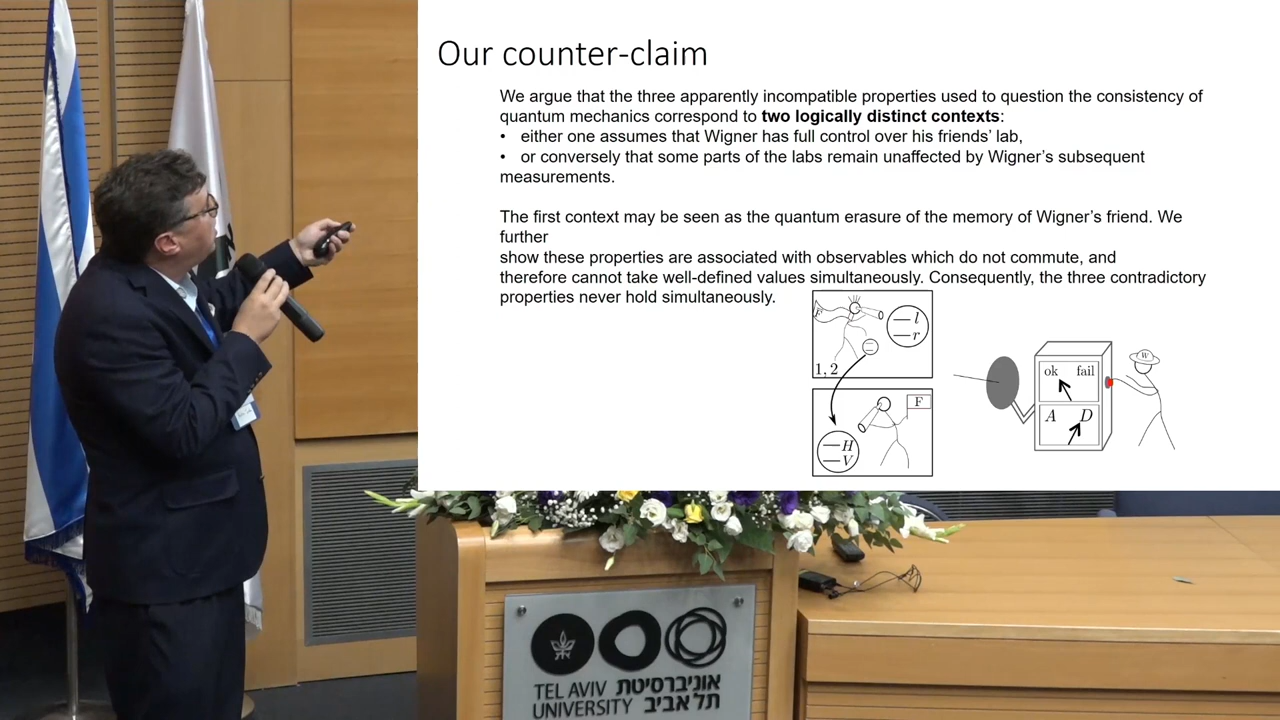 Our counter-claim
We argue that the three apparently incompatible properties used to question the consistency of
quantum mechanics correspond to two logically distinct contexts:
• either one assumes that Wigner has full control over his friends' lab,
• or conversely that some parts of the labs remain unaffected by Wigner's subsequent
measurements.
The first context may be seen as the quantum erasure of the memory of Wigner's friend. We
further
show these properties are associated with observables which do not commute, and
therefore cannot take well-defined values simultaneously. Consequently, the three contradictory
properties never hold simultaneously.
l
r
1, 2
F
H
V
ok fail
A D
W
TEL AVIV אוניברסיטת
UNIVERSITY תל אביב